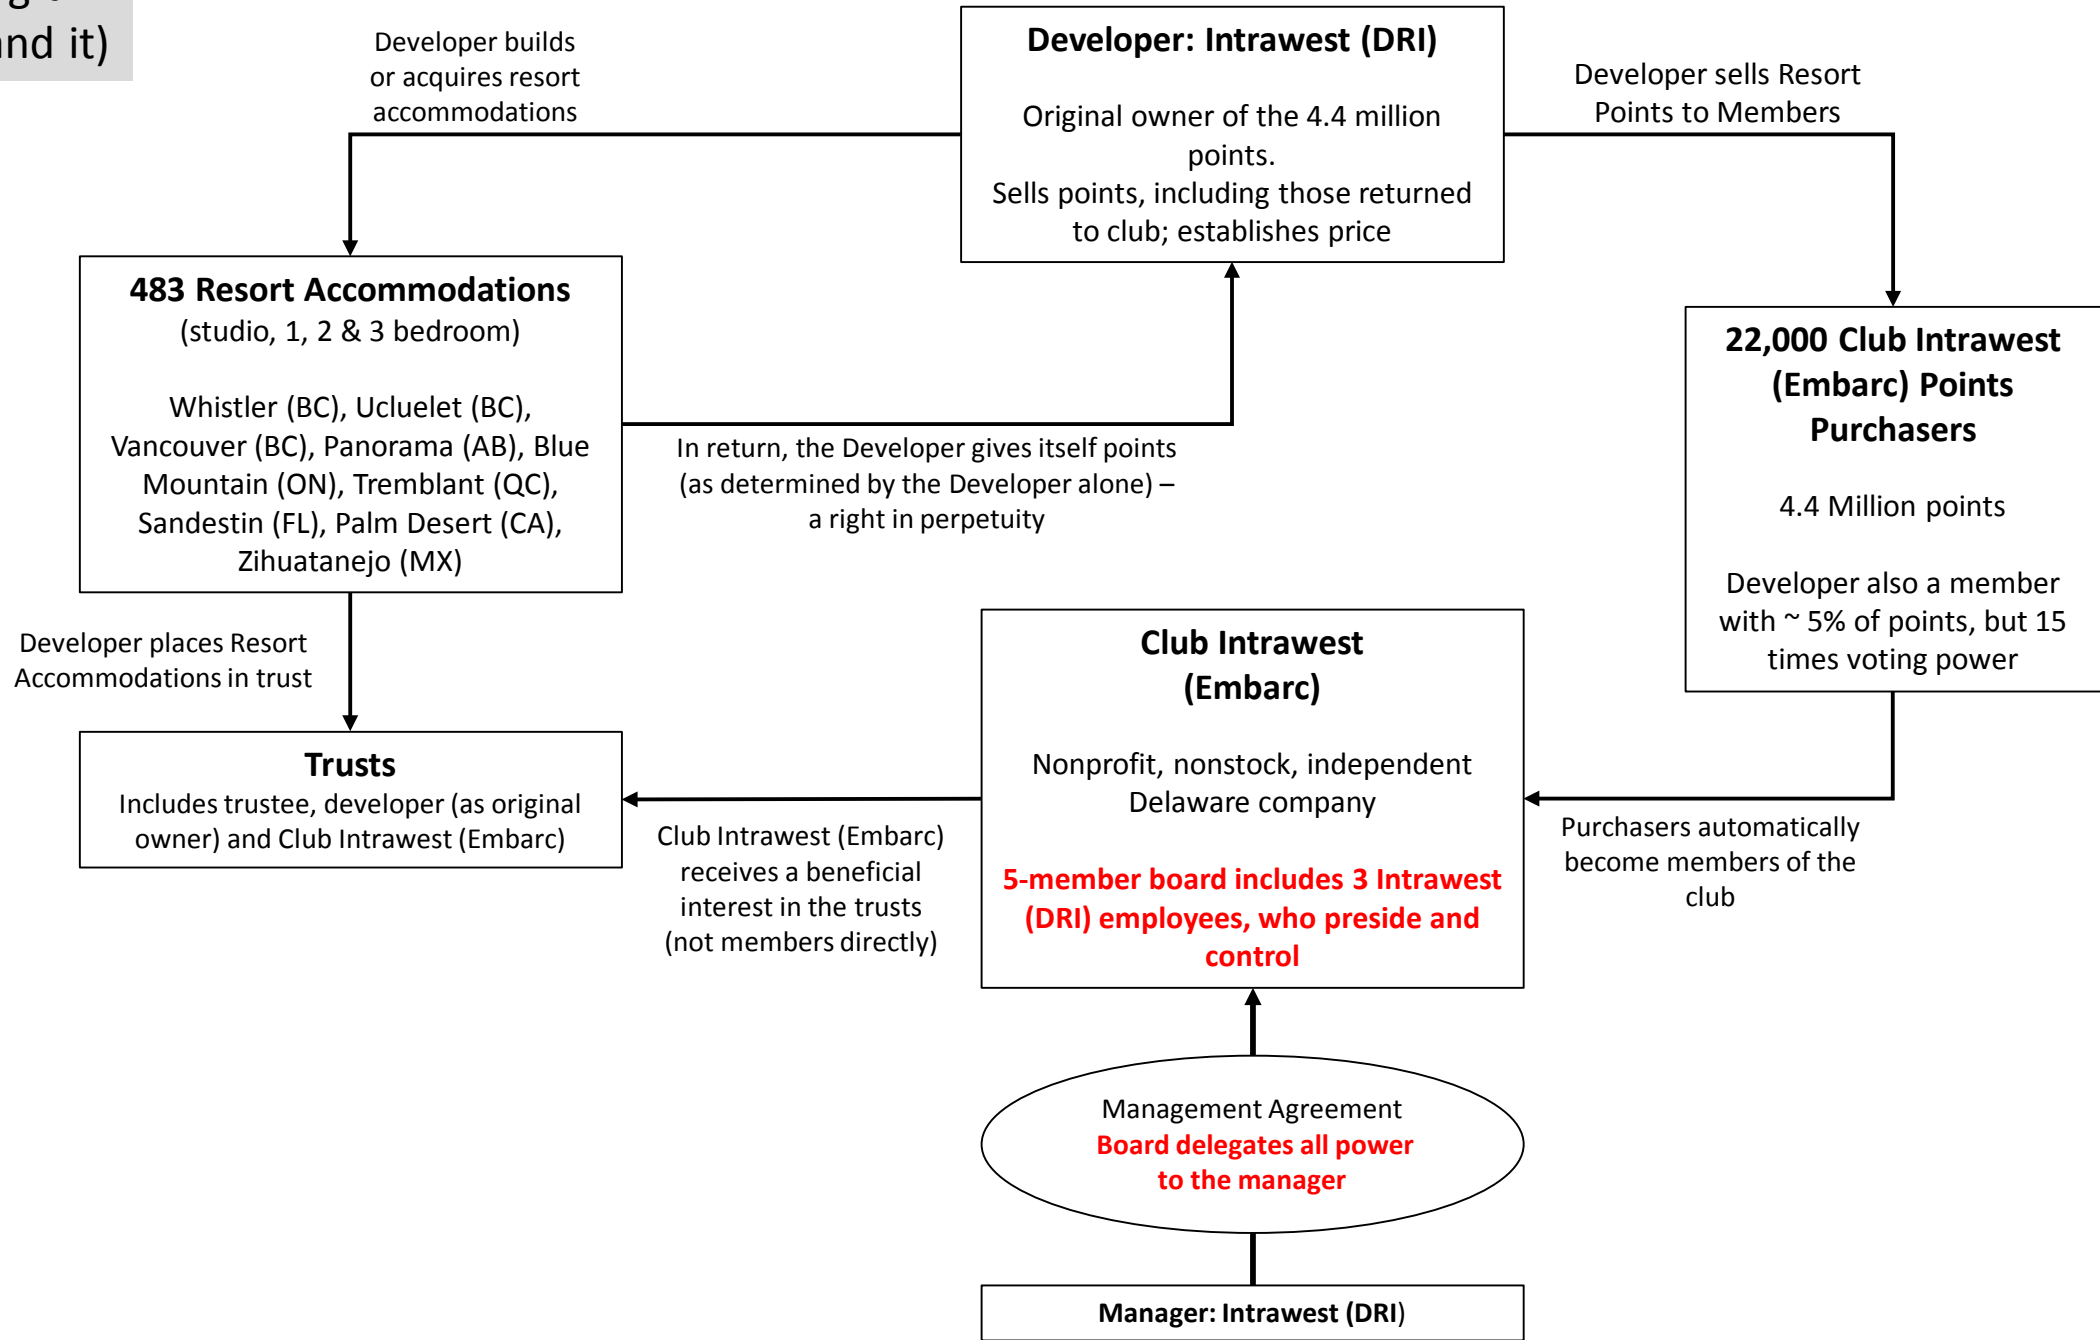 and it)
Developer builds
or acquires resort
accommodations
Developer: Intrawest (DRI)
Original owner of the 4.4 million
points.
Sells points, including those returned
to club; establishes price
Developer sells Resort
Points to Members
483 Resort Accommodations
(studio, 1, 2 & 3 bedroom)
Whistler (BC), Ucluelet (BC),
Vancouver (BC), Panorama (AB), Blue
Mountain (ON), Tremblant (QC),
Sandestin (FL), Palm Desert (CA),
Zihuatanejo (MX)
In return, the Developer gives itself points
(as determined by the Developer alone) –
a right in perpetuity
22,000 Club Intrawest
(Embarc) Points
Purchasers
4.4 Million points
Developer also a member
with ~ 5% of points, but 15
times voting power
Developer places Resort
Accommodations in trust
Trusts
Includes trustee, developer (as original
owner) and Club Intrawest (Embarc)
Club Intrawest (Embarc)
receives a beneficial
interest in the trusts
(not members directly)
Club Intrawest
(Embarc)
Nonprofit, nonstock, independent
Delaware company
5-member board includes 3 Intrawest
(DRI) employees, who preside and
control
Purchasers automatically
become members of the
club
Management Agreement
Board delegates all power
to the manager
Manager: Intrawest (DRI)